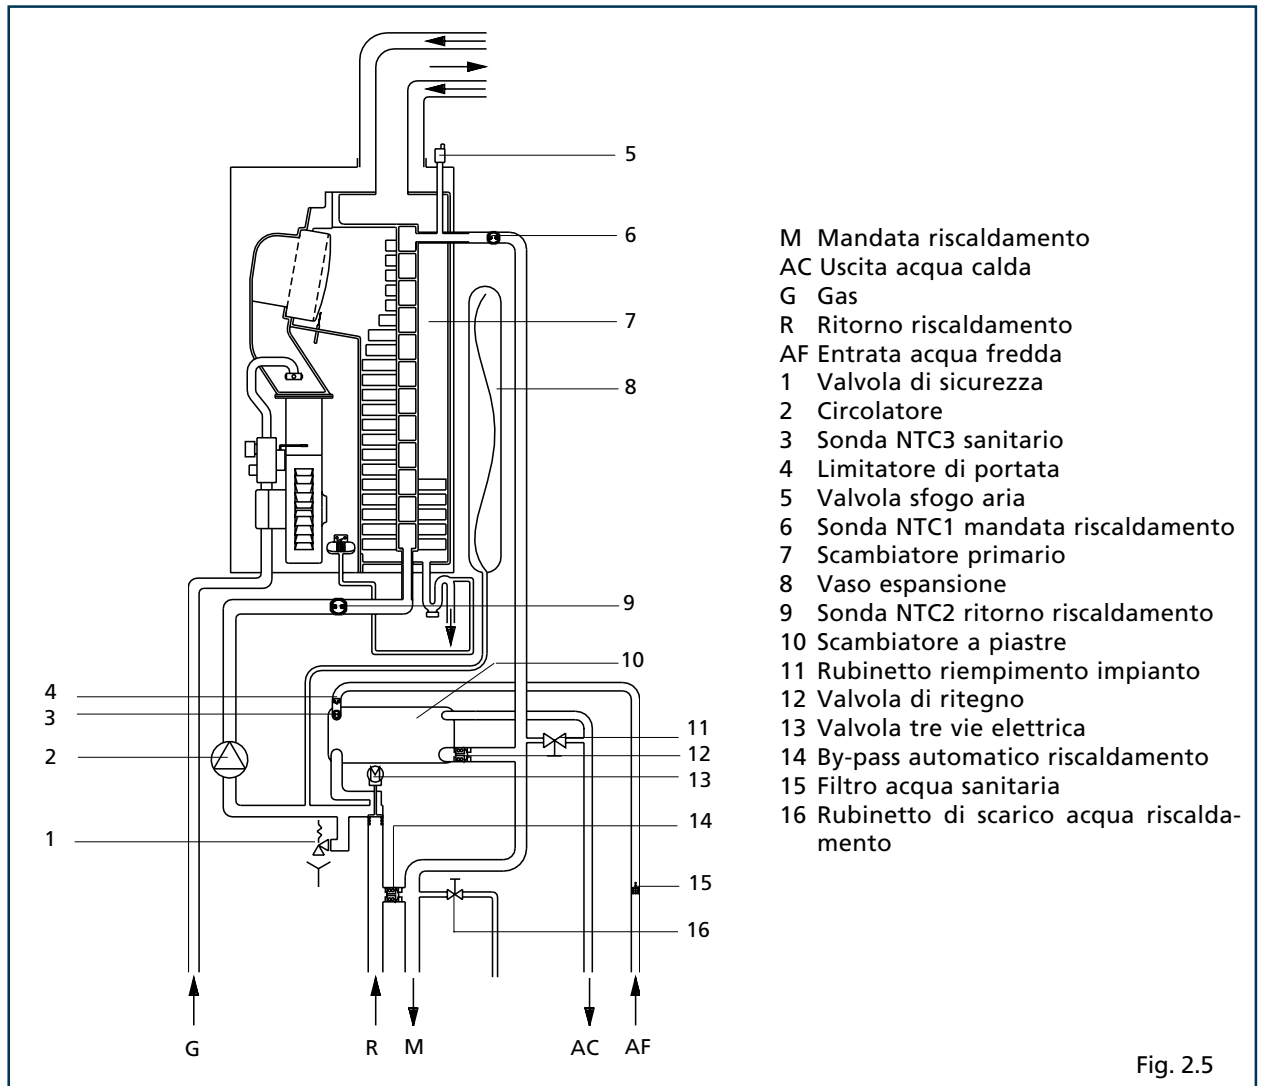 5
6
7
8
9
10
4
3
2
11
12
13
14
1
15
16
G
R
M
AC
AF
M Mandata riscaldamento
AC Uscita acqua calda
G Gas
R Ritorno riscaldamento
AF Entrata acqua fredda
1 Valvola di sicurezza
2 Circolatore
3 Sonda NTC3 sanitario
4 Limitatore di portata
5 Valvola sfogo aria
6 Sonda NTC1 mandata riscaldamento
7 Scambiatore primario
8 Vaso espansione
9 Sonda NTC2 ritorno riscaldamento
10 Scambiatore a piastre
11 Rubinetto riempimento impianto
12 Valvola di ritegno
13 Valvola tre vie elettrica
14 By-pass automatico riscaldamento
15 Filtro acqua sanitaria
16 Rubinetto di scarico acqua riscalda-
mento
Fig. 2.5